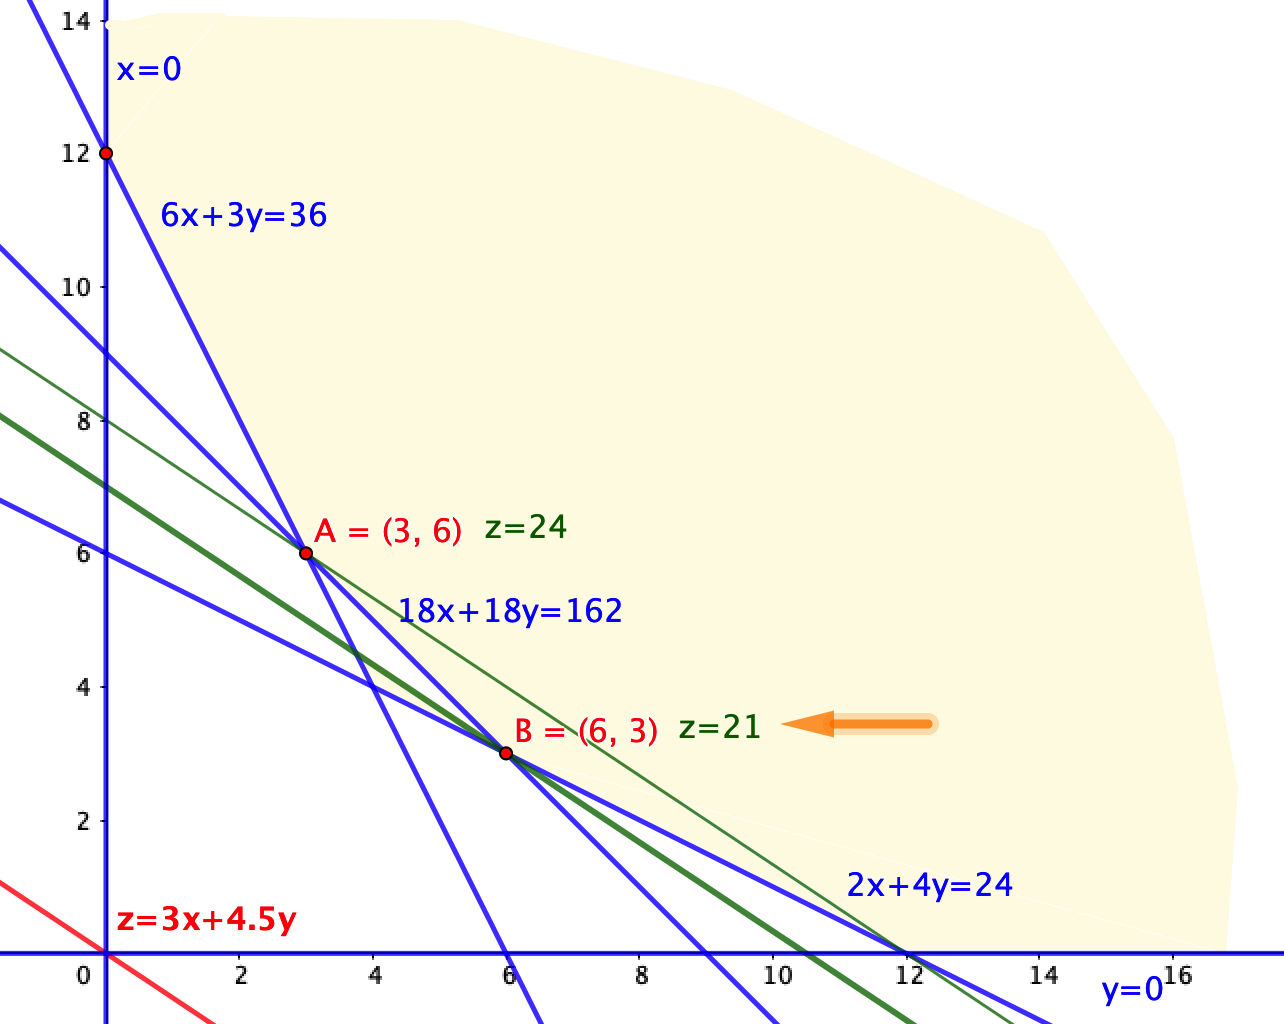 14
x=0
12
6x+3y=36
10
8
A = (3, 6) z=24
6
18x+18y=162
4
B = (6, 3) z=21
2
2x+4y=24
z=3x+4.5y
0 2 4 6 8 10 12 14 16
y=0